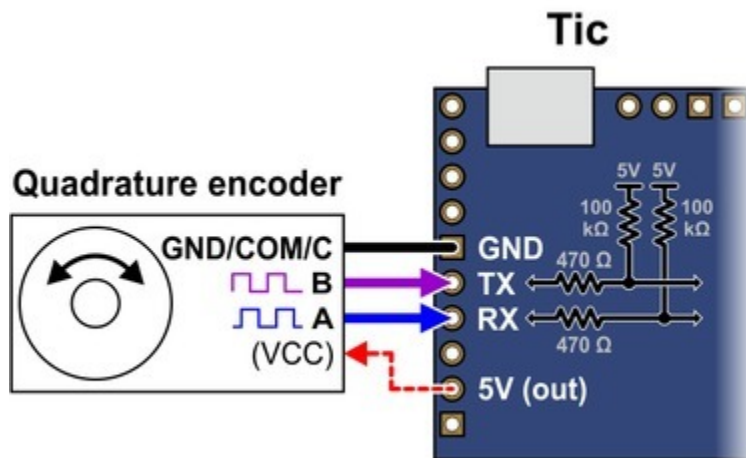 Tic
Quadrature encoder
GND/COM/C
B
A
(VCC)
GND
TX
RX
5V (out)
5V 5V
100 kΩ
100 kΩ
470 Ω
470 Ω